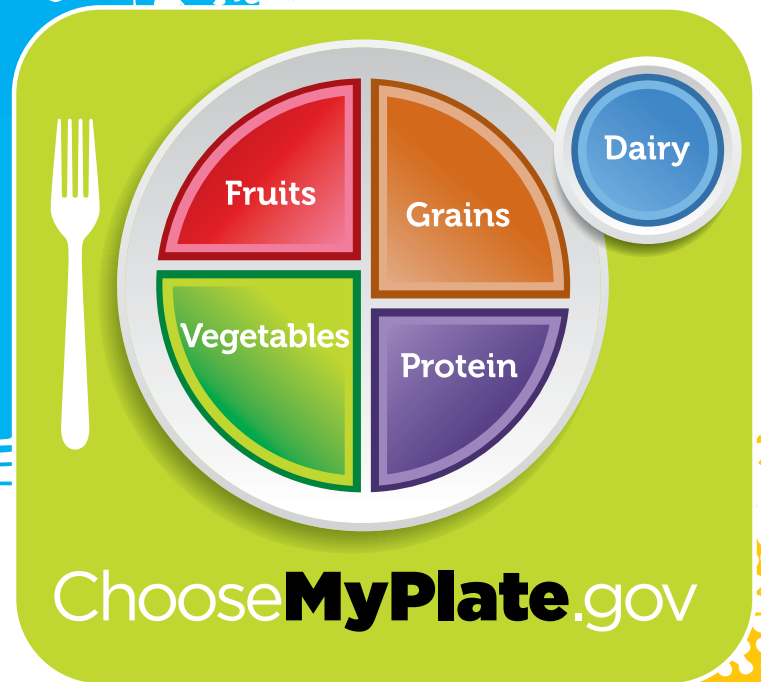 Fruits
Grains
Dairy
Vegetables
Protein
ChooseMyPlate.gov